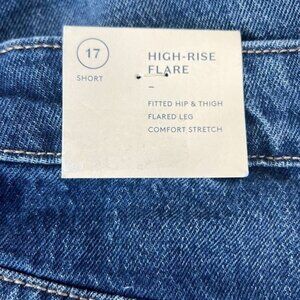 17
SHORT
HIGH-RISE
FLARE
–
FITTED HIP & THIGH
FLARED LEG
COMFORT STRETCH